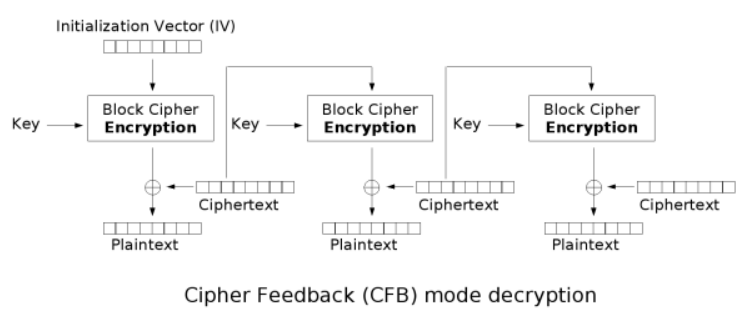 Initialization Vector (IV)
Block Cipher
Encryption
Key
Block Cipher
Encryption
Key
Block Cipher
Encryption
Key
Ciphertext
Ciphertext
Ciphertext
Plaintext
Plaintext
Plaintext
Cipher Feedback (CFB) mode decryption